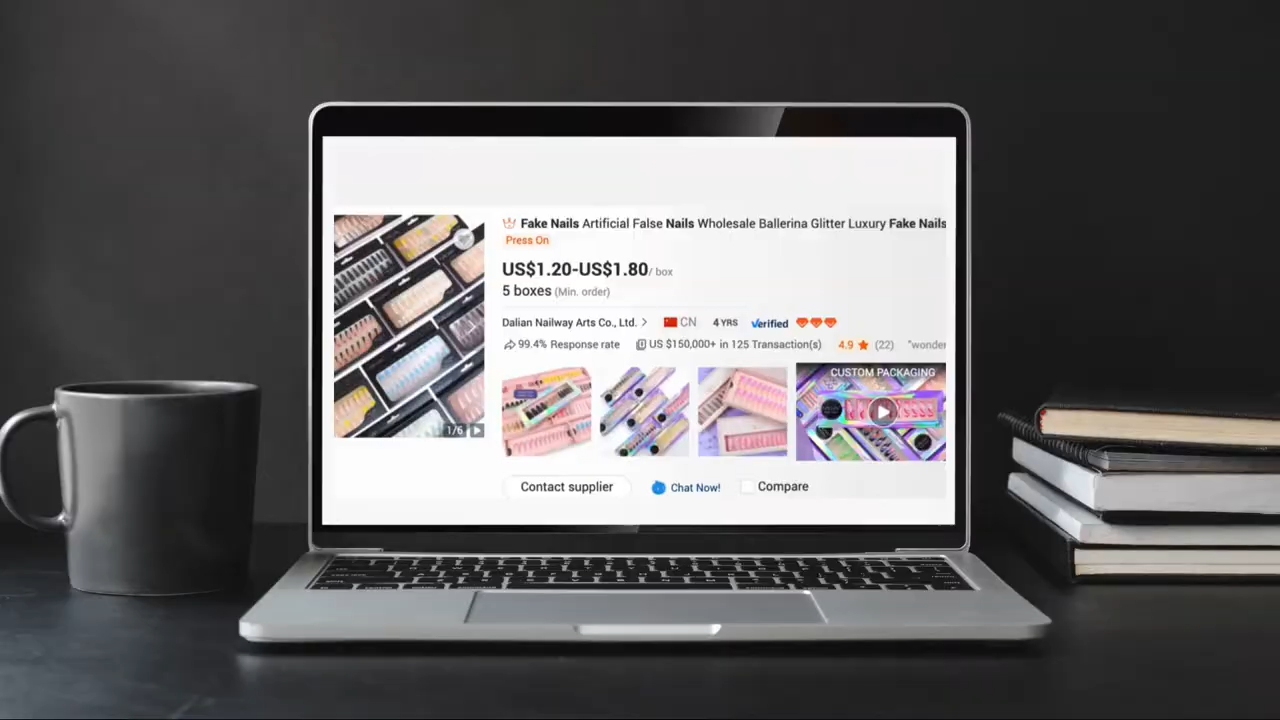 Fake Nails Artificial False Nails Wholesale Ballerina Glitter Luxury Fake Nails
Press On
US$1.20-US$1.80/ box
5 boxes (Min. order)
Dalian Nailway Arts Co., Ltd. > CN 4 YRS Verified
99.4% Response rate US $150,000+ in 125 Transaction(s) 4.9 (22) "wonder
1/6
CUSTOM PACKAGING
Contact supplier Chat Now! Compare